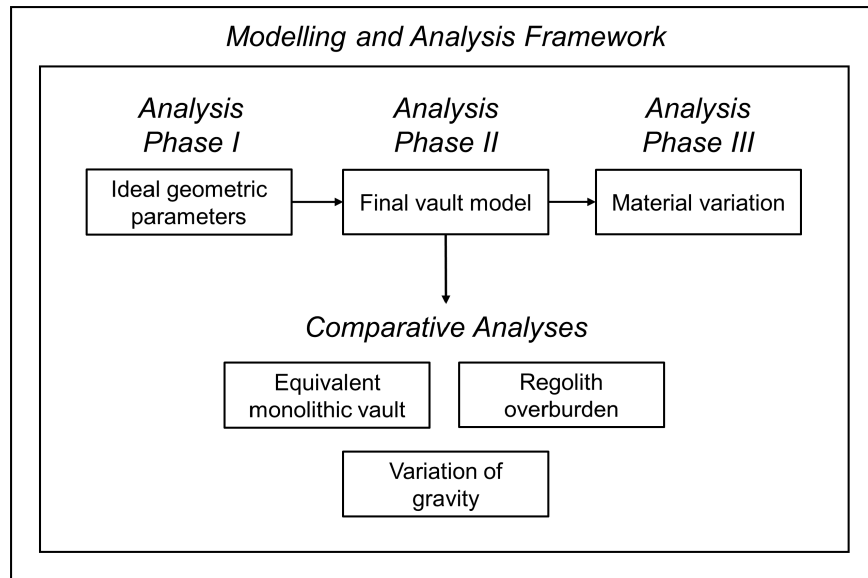 Modelling and Analysis Framework
Analysis
Phase I
Analysis
Phase II
Analysis
Phase III
Ideal geometric
parameters
Final vault model
Material variation
Comparative Analyses
Equivalent
monolithic vault
Regolith
overburden
Variation of
gravity